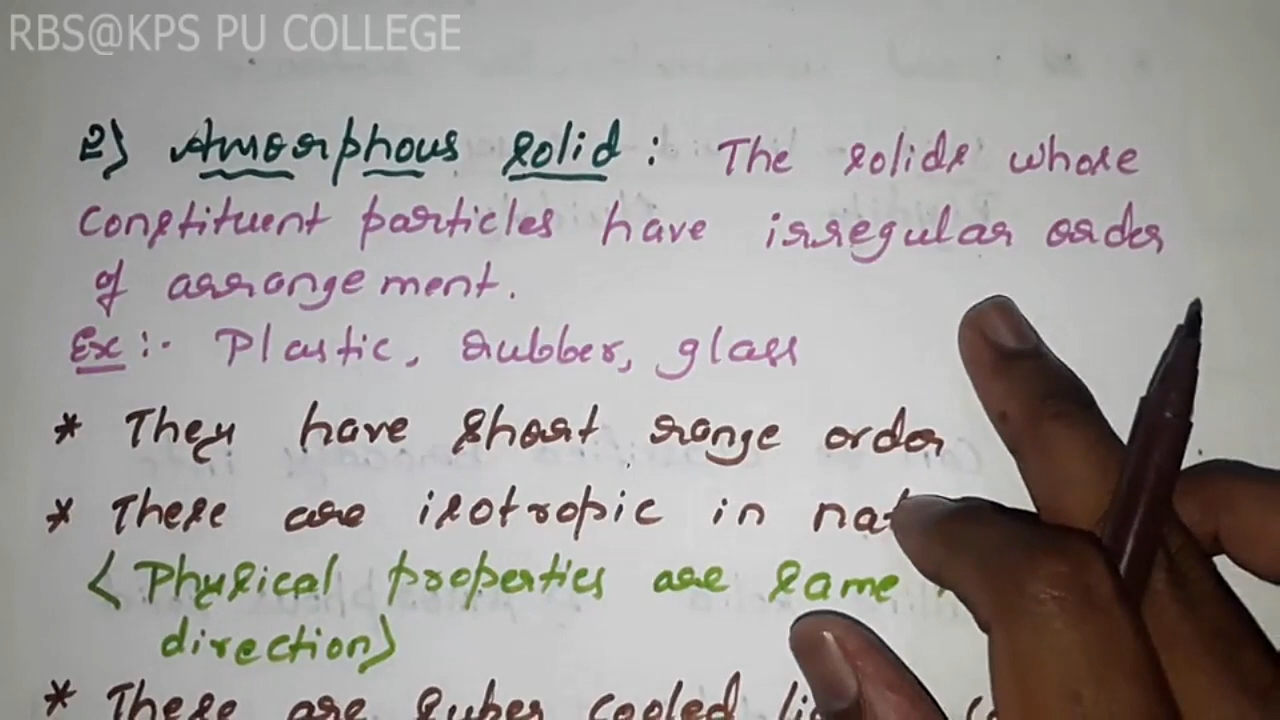 RBS@KPS PU COLLEGE
2) Amorphous solid : The solids whose
constituent particles have irregular order
of arrangement.
Ex :- Plastic, rubber, glass
* They have short range order
* These are isotropic in
(Physical properties are same
direction)
* These are super cooled